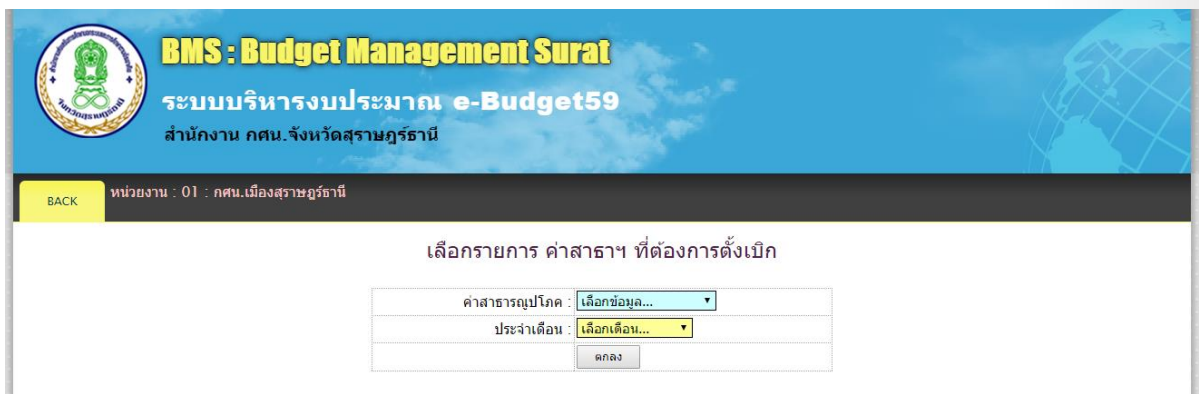 BMS : Budget Management Surat
ระบบบริหารงบประมาณ e-Budget59
สำนักงาน กศน.จังหวัดสุราษฎร์ธานี
BACK
หน่วยงาน : 01 : กศน.เมืองสุราษฎร์ธานี
เลือกรายการ ค่าสาธาฯ ที่ต้องการตั้งเบิก
ค่าสาธารณุปโภค : เลือกข้อมูล...
ประจำเดือน : เลือกเดือน...
ตกลง